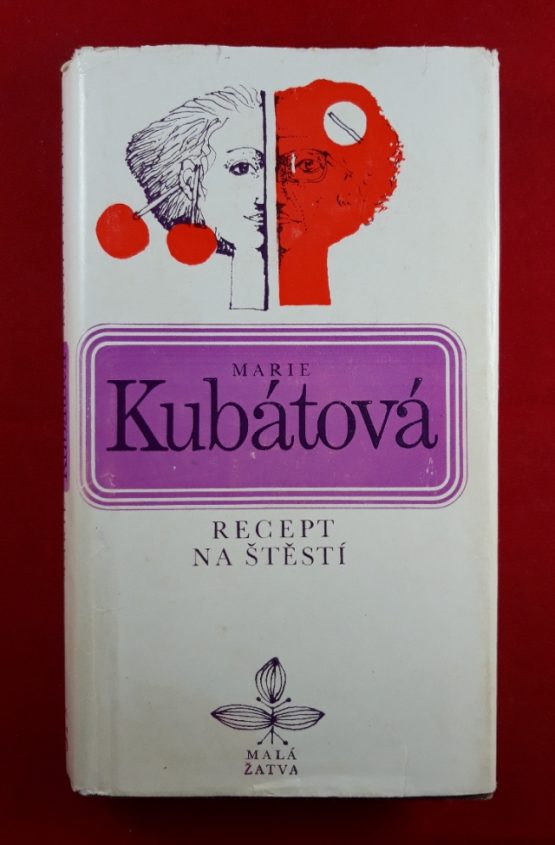 MARIE
Kubátová
RECEPT
NA ŠTĚSTÍ
MALÁ
ŽATVA